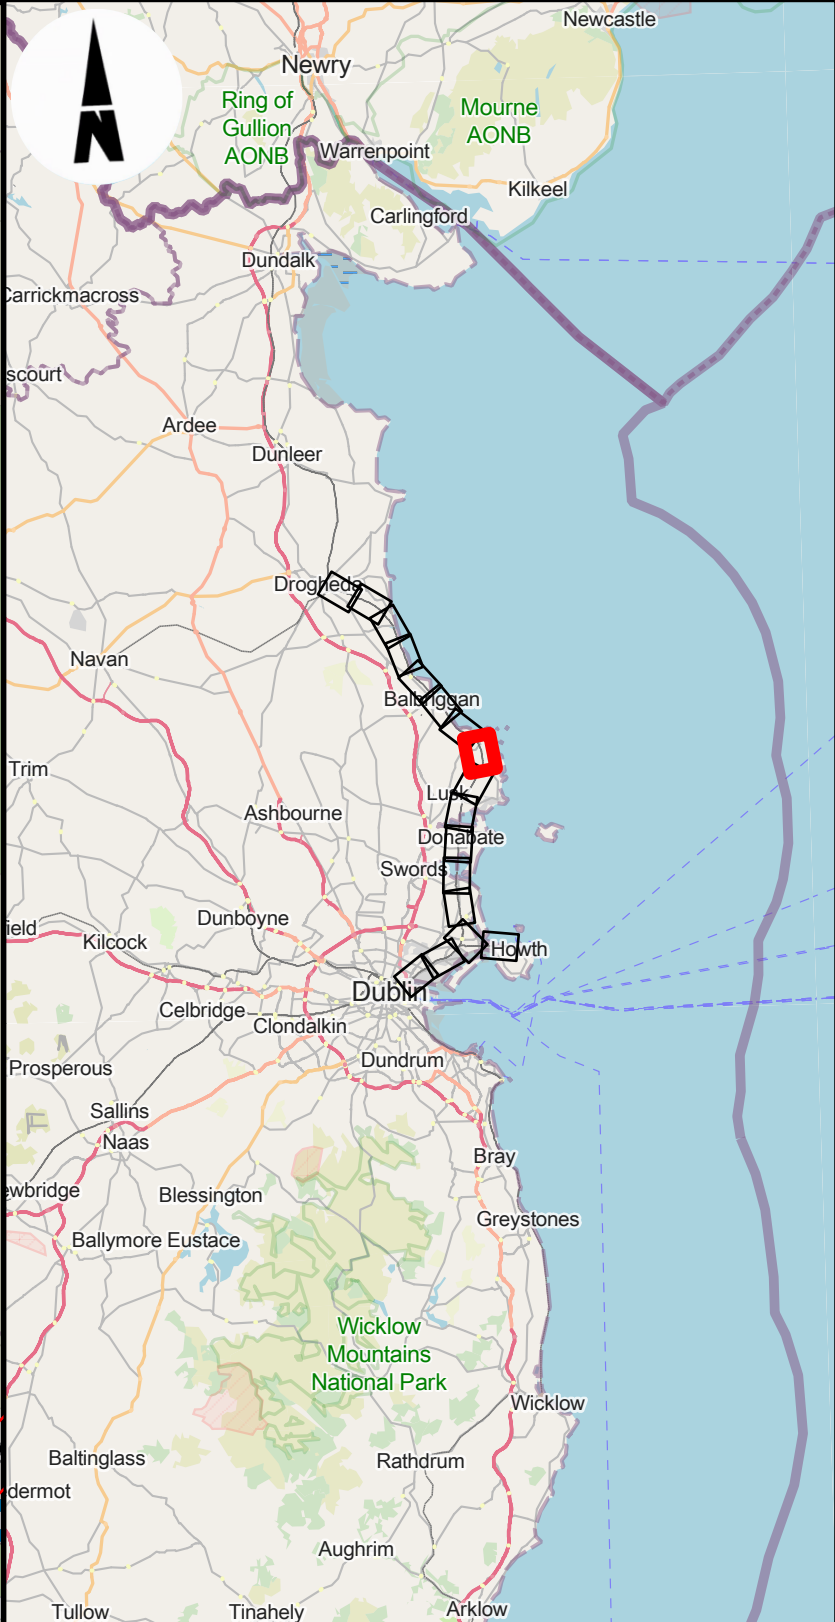 Newcastle
Newry
Ring of
Gullion
AONB
Mourne
AONB
N
Warrenpoint
Kilkeel
Carlingford
Dundalk
Carrickmacross
scourt
Ardee
Dunleer
Drogheda
Navan
Balbriggan
Trim
Lusk
Ashbourne
Donabate
Swords
Dunboyne
ield
Kilcock
Howth
Dublin
Celbridge
Clondalkin
Dundrum
Prosperous
Sallins
Naas
Bray
ewbridge
Blessington
Greystones
Ballymore Eustace
Wicklow
Mountains
National Park
Wicklow
Baltinglass
Rathdrum
dermot
Aughrim
Tullow
Tinahely
Arklow